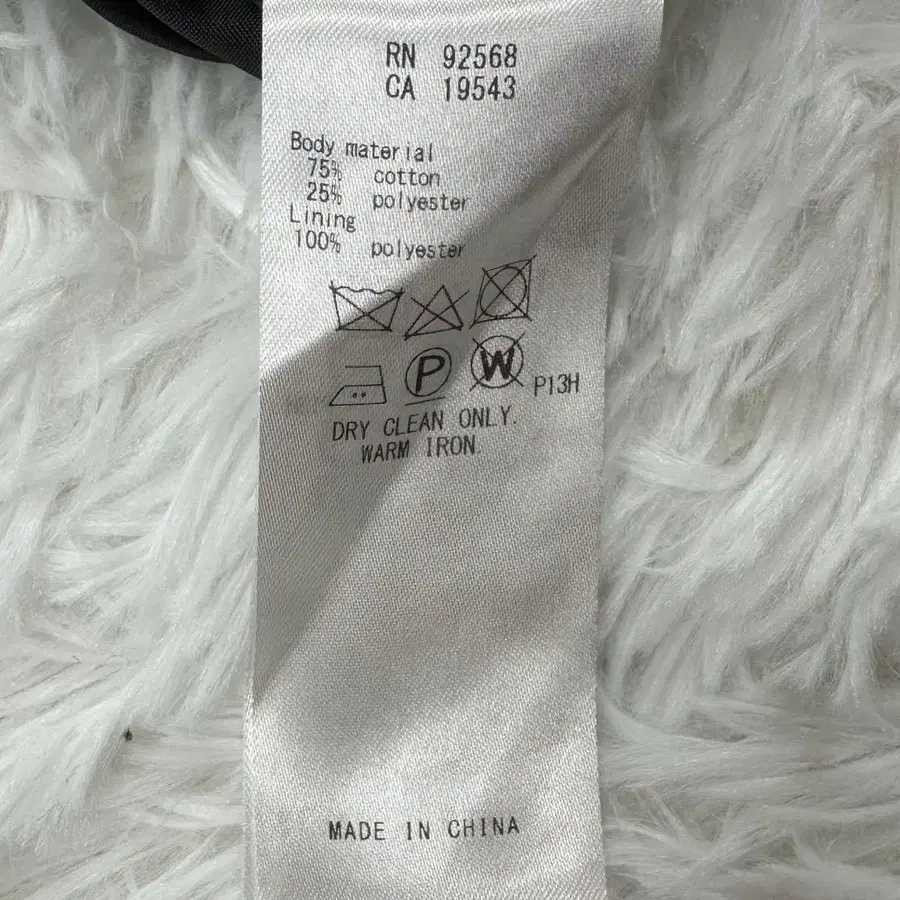 RN 92568
CA 19543
Body material
75% cotton
25% polyester
Lining
100% polyester
P W P13H
DRY CLEAN ONLY.
WARM IRON.
MADE IN CHINA